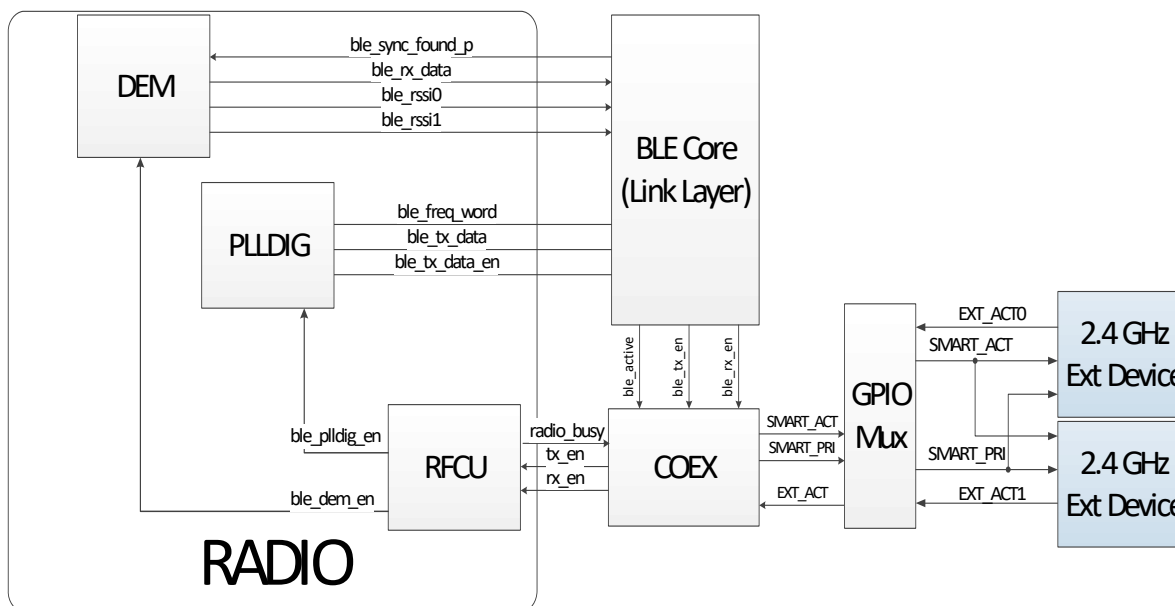 ble_sync_found_p
ble_rx_data
ble_rssi0
ble_rssi1
DEM
BLE Core
(Link Layer)
ble_freq_word
ble_tx_data
ble_tx_data_en
PLLDIG
ble_active
ble_tx_en
ble_rx_en
EXT_ACT0
SMART_ACT
2.4 GHz
Ext Device
GPIO
Mux
ble_plldig_en
radio_busy
tx_en
rx_en
RFCU
COEX
SMART_ACT
SMART_PRI
EXT_ACT
SMART_PRI
EXT_ACT1
2.4 GHz
Ext Device
ble_dem_en
RADIO